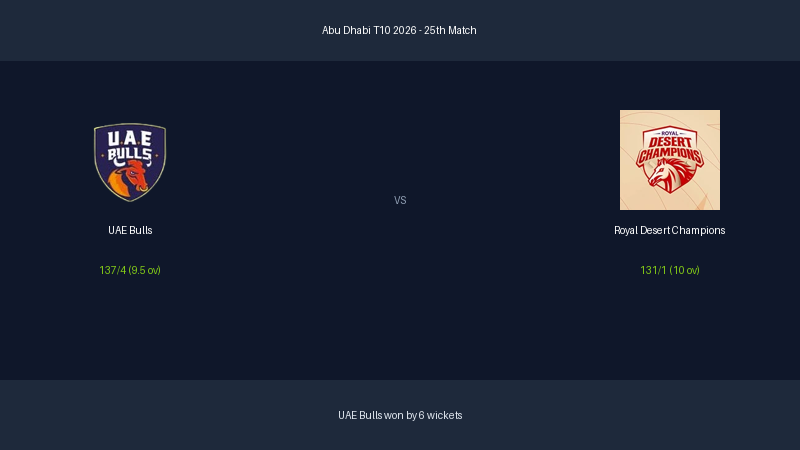 Abu Dhabi T10 2026 - 25th Match
U.A.E
BULLS
ROYAL
DESERT
CHAMPIONS
VS
UAE Bulls
Royal Desert Champions
137/4 (9.5 ov)
131/1 (10 ov)
UAE Bulls won by 6 wickets